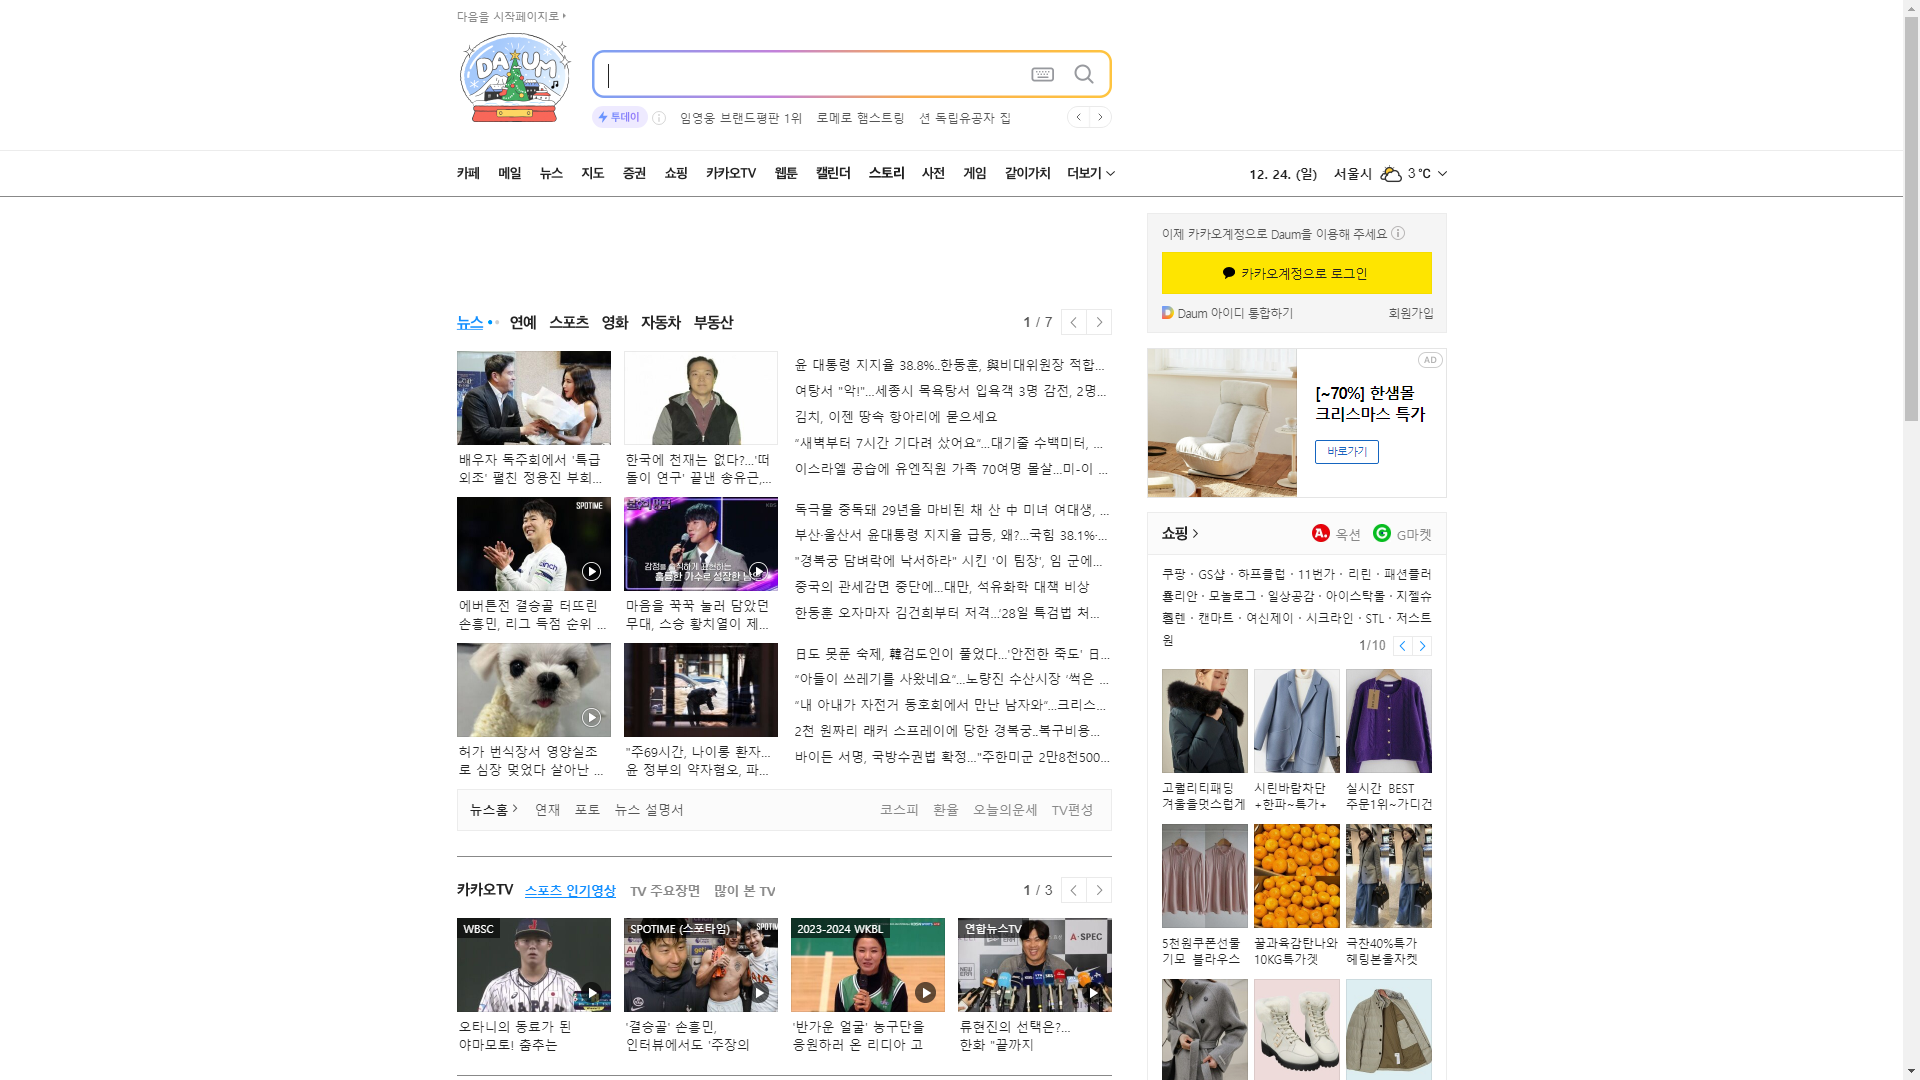 다음을 시작페이지로
DAUM
투데이
임영웅 브랜드평판 1위
로메로 햄스트링
션 독립유공자 집
카페
메일
뉴스
지도
증권
쇼핑
카카오TV
웹툰
캘린더
스토리
사전
게임
같이가치
더보기
12. 24. (일)
서울시
3 ℃
이제 카카오계정으로 Daum을 이용해 주세요
카카오계정으로 로그인
Daum 아이디 통합하기
회원가입
뉴스
연예
스포츠
영화
자동차
부동산
1 / 7
배우자 독주회에서 '특급
외조' 펼친 정용진 부회...
한국에 천재는 없다?...'떠
돌이 연구' 끝낸 송유근,...
SPOTIME
에버튼전 결승골 터뜨린
손흥민, 리그 득점 순위 ...
KBS
감정를 솔직하기 표현하는
훌륭한 가수로 성장한 남으
마음을 꾹꾹 눌러 담았던
무대, 스승 황치열이 제...
허가 번식장서 영양실조
로 심장 멎었다 살아난 ...
"주69시간, 나이롱 환자...
윤 정부의 약자혐오, 파...
윤 대통령 지지율 38.8%..한동훈, 與비대위원장 적합...
여탕서 "악!"...세종시 목욕탕서 입욕객 3명 감전, 2명...
김치, 이젠 땅속 항아리에 묻으세요
“새벽부터 7시간 기다려 샀어요”...대기줄 수백미터, ...
이스라엘 공습에 유엔직원 가족 70여명 몰살...미-이 ...
독극물 중독돼 29년을 마비된 채 산 中 미녀 여대생, ...
부산·울산서 윤대통령 지지율 급등, 왜?...국힘 38.1%·...
"경복궁 담벼락에 낙서하라" 시킨 '이 팀장', 임 군에...
중국의 관세감면 중단에...대만, 석유화학 대책 비상
한동훈 오자마자 김건희부터 저격...‘28일 특검법 처...
日도 못푼 숙제, 韓검도인이 풀었다...'안전한 죽도' 日...
“아들이 쓰레기를 사왔네요”...노량진 수산시장 ‘썩은 ...
“내 아내가 자전거 동호회에서 만난 남자와”...크리스...
2천 원짜리 래커 스프레이에 당한 경복궁..복구비용...
바이든 서명, 국방수권법 확정..."주한미군 2만8천500...
뉴스홈
연재
포토
뉴스 설명서
코스피
환율
오늘의운세
TV편성
카카오TV
스포츠 인기영상
TV 주요장면
많이 본 TV
1 / 3
WBSC
오타니의 동료가 된
야마모토! 춤추는
SPOTIME (스포타임)
'결승골' 손흥민,
인터뷰에서도 '주장의
2023-2024 WKBL
'반가운 얼굴' 농구단을
응원하러 온 리디아 고
연합뉴스TV
A·SPEC
류현진의 선택은?...
한화 "끝까지
AD
[~70%] 한샘몰
크리스마스 특가
바로가기
쇼핑
옥션
G마켓
쿠팡 · GS샵 · 하프클럽 · 11번가 · 리린 · 패션플러
율리안 · 모놀로그 · 일상공감 · 아이스탁몰 · 지젤슈
캔마트 · 여신제이 · 시크라인 · STL · 저스트
원
1/10
고퀄리티패딩
겨울을멋스럽게
시린바람차단
+한파~특가+
실시간 BEST
주문1위~가디건
5천원쿠폰선물
기모 블라우스
꿀과육감탄나와
10KG특가겟
극찬40%특가
헤링본울자켓